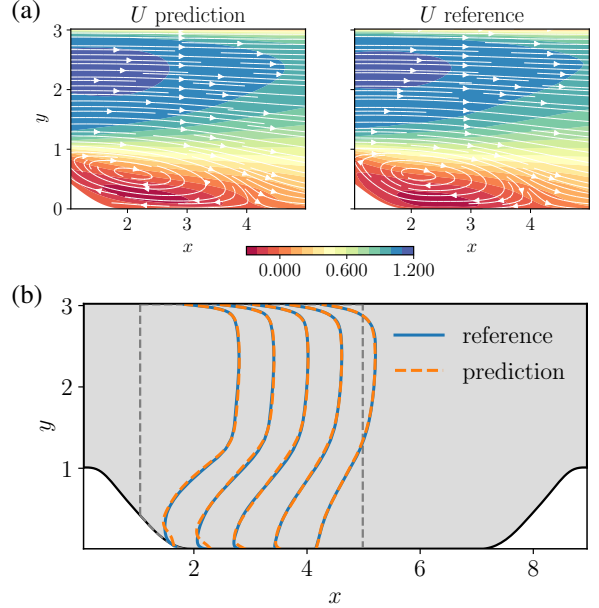 (a)
U prediction
U reference
3
2
1
0
y
2
3
4
x
2
3
4
x
0.000
0.600
1.200
(b)
3
2
1
y
reference
prediction
2
4
6
8
x